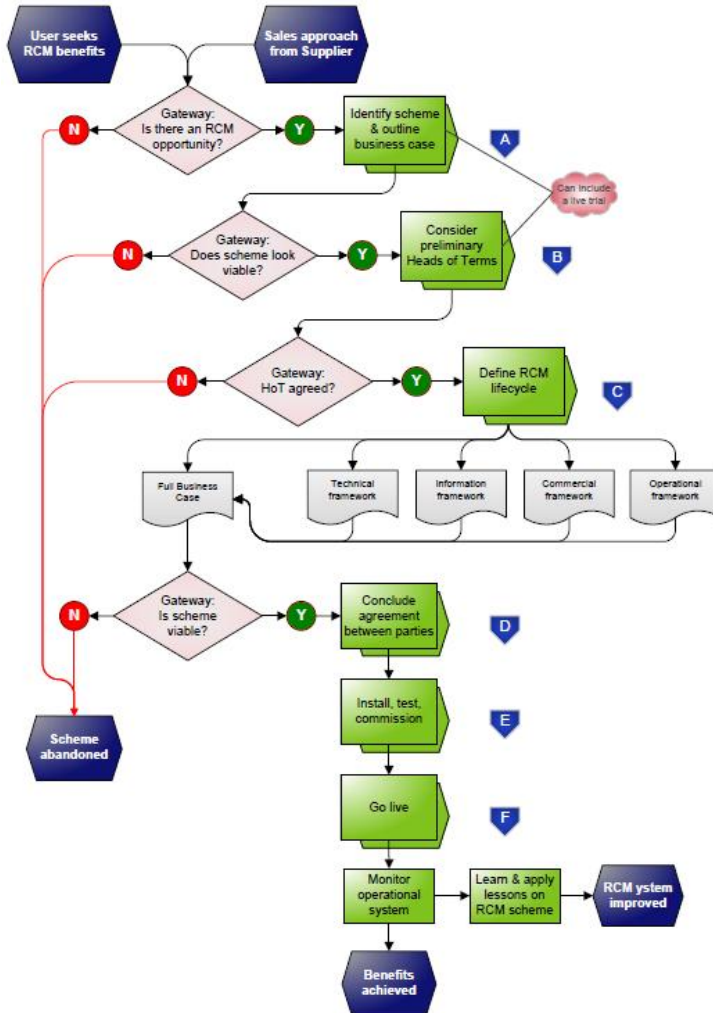 User seeks
RCM benefits
Sales approach
from Supplier
N
Gateway:
Is there an RCM
opportunity?
Y
Identify scheme
& outline
business case
A
Can include
a live trial
N
Gateway:
Does scheme look
viable?
Y
Consider
preliminary
Heads of Terms
B
N
Gateway:
HoT agreed?
Y
Define RCM
lifecycle
C
Full Business
Case
Technical
framework
Information
framework
Commercial
framework
Operational
framework
N
Gateway:
Is scheme
viable?
Y
Conclude
agreement
between parties
D
Install, test,
commission
E
Scheme
abandoned
Go live
F
Monitor
operational
system
Learn & apply
lessons on
RCM scheme
RCM ystem
improved
Benefits
achieved